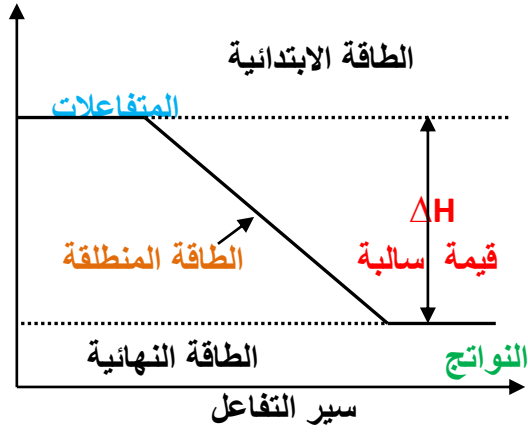 الطاقة الابتدائية
المتفاعلات
∆H
الطاقة المنطلقة
قيمة سالبة
الطاقة النهائية
النواتج
سير التفاعل